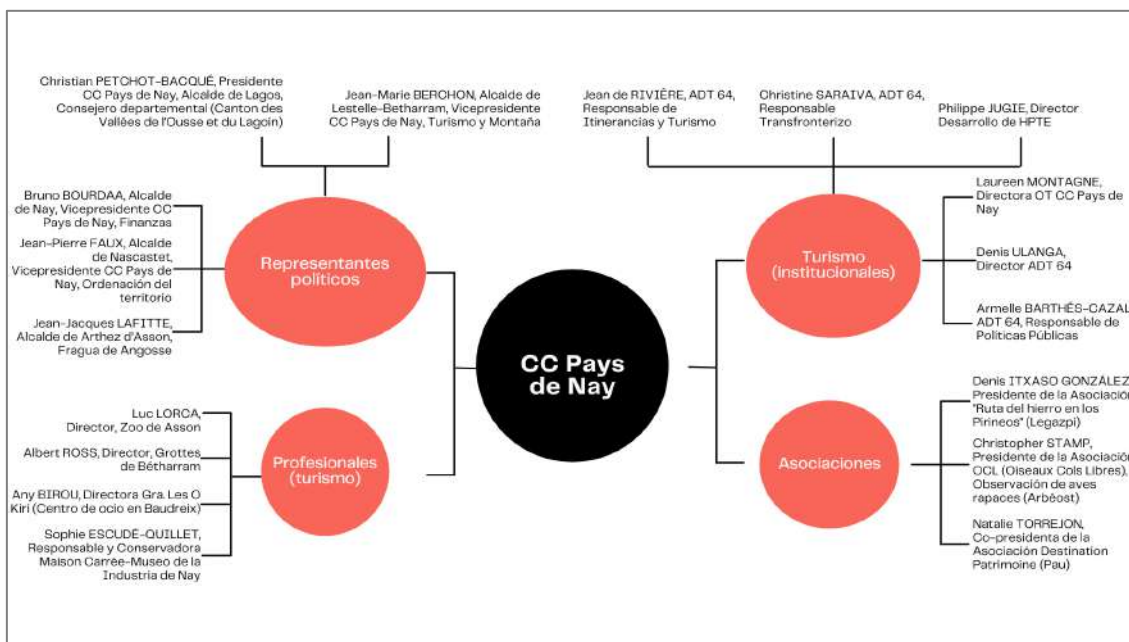 Christian PETCHOT-BACQUÉ, Presidente
CC Pays de Nay, Alcalde de Lagos,
Consejero departemental (Canton des
Vallées de l'Ousse et du Lagoin)
Jean-Marie BERCHON, Alcalde de
Lestelle-Betharram, Vicepresidente
CC Pays de Nay, Turismo y Montaña
Jean de RIVIÈRE, ADT 64,
Responsable de
Itinerancias y Turismo
Christine SARAIVA, ADT 64,
Responsable
Transfronterizo
Philippe JUGIE, Director
Desarrollo de HPTE
Bruno BOURDAA, Alcalde
de Nay, Vicepresidente CC
Pays de Nay, Finanzas
Jean-Pierre FAUX, Alcalde
de Nascastet,
Vicepresidente CC Pays de
Nay, Ordenación del
territorio
Jean-Jacques LAFITTE,
Alcalde de Arthez d'Asson,
Fragua de Angosse
Representantes
políticos
Turismo
(institucionales)
Laureen MONTAGNE,
Directora OT CC Pays de
Nay
Denis ULANGA,
Director ADT 64
Armelle BARTHÉS-CAZAL
ADT 64, Responsable de
Políticas Públicas
CC Pays
de Nay
Luc LORCA,
Director, Zoo de Asson
Albert ROSS, Director, Grottes
de Bétharram
Any BIROU, Directora Gra. Les O
Kiri (Centro de ocio en Baudreix)
Sophie ESCUDÉ-QUILLET,
Responsable y Conservadora
Maison Carrée-Museo de la
Industria de Nay
Profesionales
(turismo)
Asociaciones
Denis ITXASO GONZÁLEZ
Presidente de la Asociación
"Ruta del hierro en los
Pirineos" (Legazpi)
Christopher STAMP,
Presidente de la Asociación
OCL (Oiseaux Cols Libres),
Observación de aves
rapaces (Arbéost)
Natalie TORREJON,
Co-presidenta de la
Asociación Destination
Patrimoine (Pau)